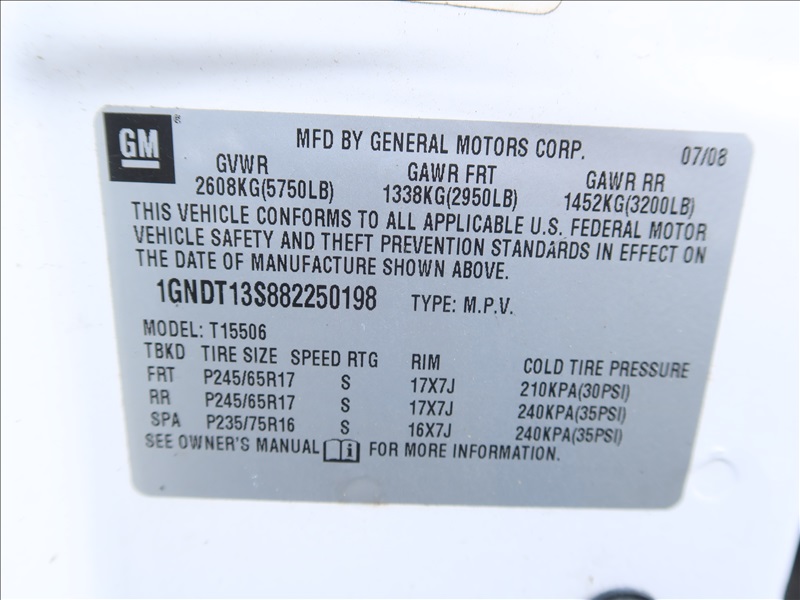 GM ® MFD BY GENERAL MOTORS CORP. 07/08
GVWR GAWR FRT GAWR RR
2608KG(5750LB) 1338KG(2950LB) 1452KG(3200LB)
THIS VEHICLE CONFORMS TO ALL APPLICABLE U.S. FEDERAL MOTOR
VEHICLE SAFETY AND THEFT PREVENTION STANDARDS IN EFFECT ON
THE DATE OF MANUFACTURE SHOWN ABOVE.
1GNDT13S882250198 TYPE: M.P.V.
MODEL: T15506
TBKD TIRE SIZE SPEED RTG RIM COLD TIRE PRESSURE
FRT P245/65R17 S 17X7J 210KPA(30PSI)
RR P245/65R17 S 17X7J 240KPA(35PSI)
SPA P235/75R16 S 16X7J 240KPA(35PSI)
SEE OWNER'S MANUAL i FOR MORE INFORMATION.